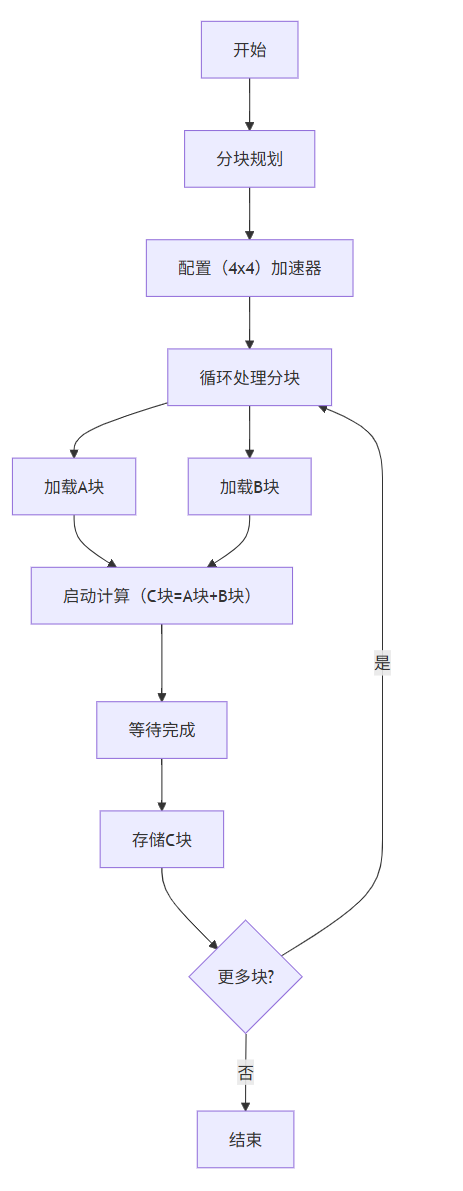 开始
分块规划
配置（4x4）加速器
循环处理分块
加载A块
加载B块
启动计算（C块=A块+B块）
是
等待完成
存储C块
更多块?
否
结束